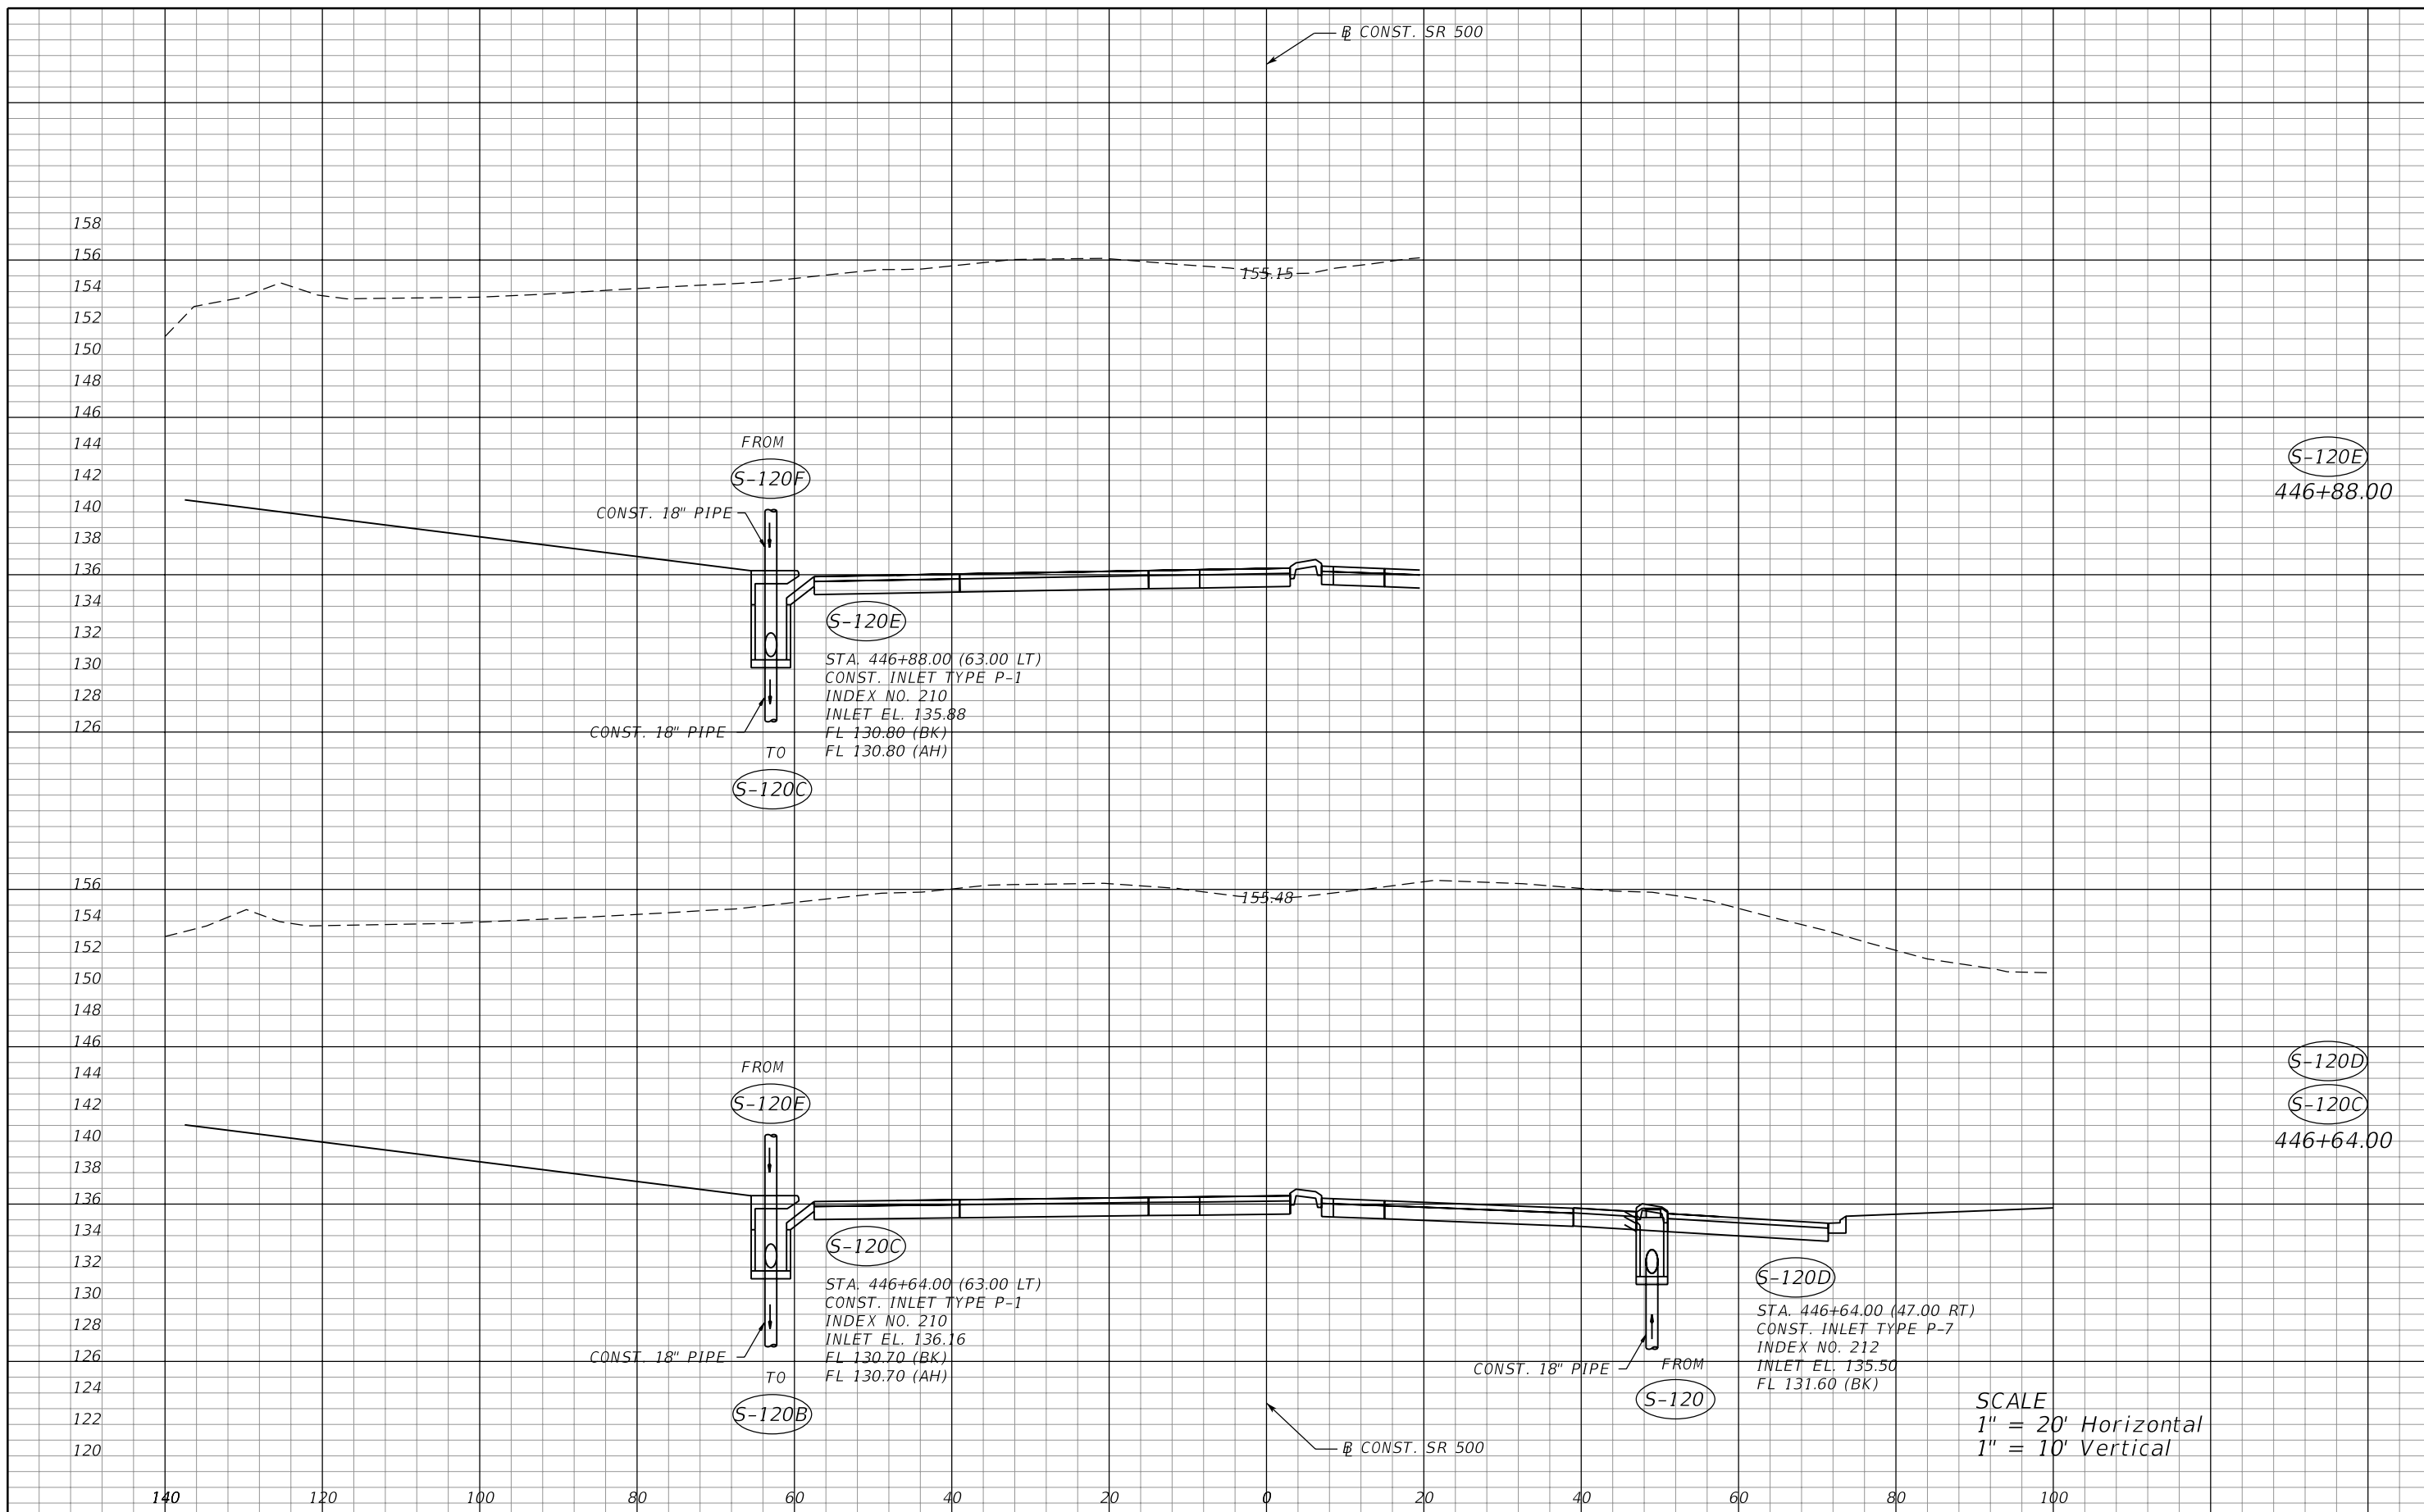 B CONST. SR 500
158
156
155.15
154
152
150
148
146
144
142
140
138
136
134
132
130
128
126
FROM
S-120F
CONST. 18" PIPE
S-120E
446+88.00
S-120E
STA. 446+88.00 (63.00 LT)
CONST. INLET TYPE P-1
INDEX NO. 210
INLET EL. 135.88
FL 130.80 (BK)
FL 130.80 (AH)
CONST. 18" PIPE
TO
S-120C
156
155.48
154
152
150
148
146
144
142
140
138
136
134
132
130
128
126
124
122
120
FROM
S-120E
S-120D
S-120C
446+64.00
S-120C
STA. 446+64.00 (63.00 LT)
CONST. INLET TYPE P-1
INDEX NO. 210
INLET EL. 136.16
FL 130.70 (BK)
FL 130.70 (AH)
CONST. 18" PIPE
TO
S-120B
S-120D
STA. 446+64.00 (47.00 RT)
CONST. INLET TYPE P-7
INDEX NO. 212
INLET EL. 135.50
FL 131.60 (BK)
CONST. 18" PIPE
FROM
S-120
B CONST. SR 500
SCALE
1" = 20' Horizontal
1" = 10' Vertical
140 120 100 80 60 40 20 0 20 40 60 80 100